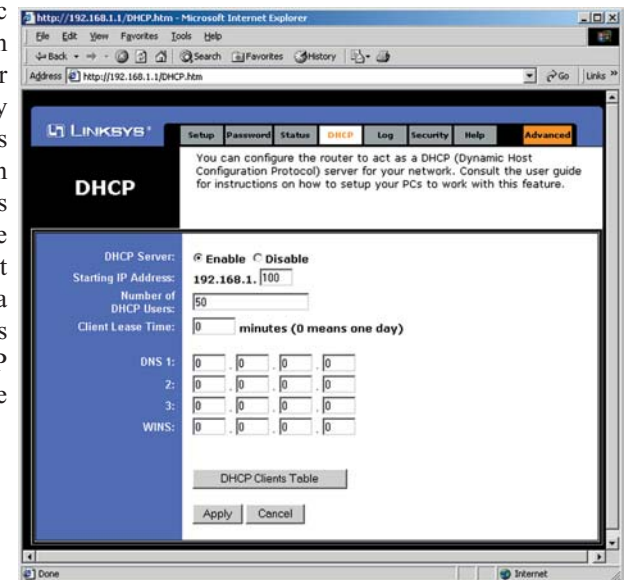 c
n
r
y
s
n
s
e
t
a
s
P
e
http://192.168.1.1/DHCP.htm - Microsoft Internet Explorer
File Edit View Favorites Tools Help
Back Search Favorites History
Address http://192.168.1.1/DHCP.htm Go Links »
LINKSYS® Setup Password Status DHCP Log Security Help Advanced
DHCP
You can configure the router to act as a DHCP (Dynamic Host
Configuration Protocol) server for your network. Consult the user guide
for instructions on how to setup your PCs to work with this feature.
DHCP Server: Enable Disable
Starting IP Address: 192.168.1. 100
Number of
DHCP Users: 50
Client Lease Time: 0 minutes (0 means one day)
DNS 1: 0 . 0 . 0 . 0
2: 0 . 0 . 0 . 0
3: 0 . 0 . 0 . 0
WINS: 0 . 0 . 0 . 0
DHCP Clients Table
Apply Cancel
Done Internet